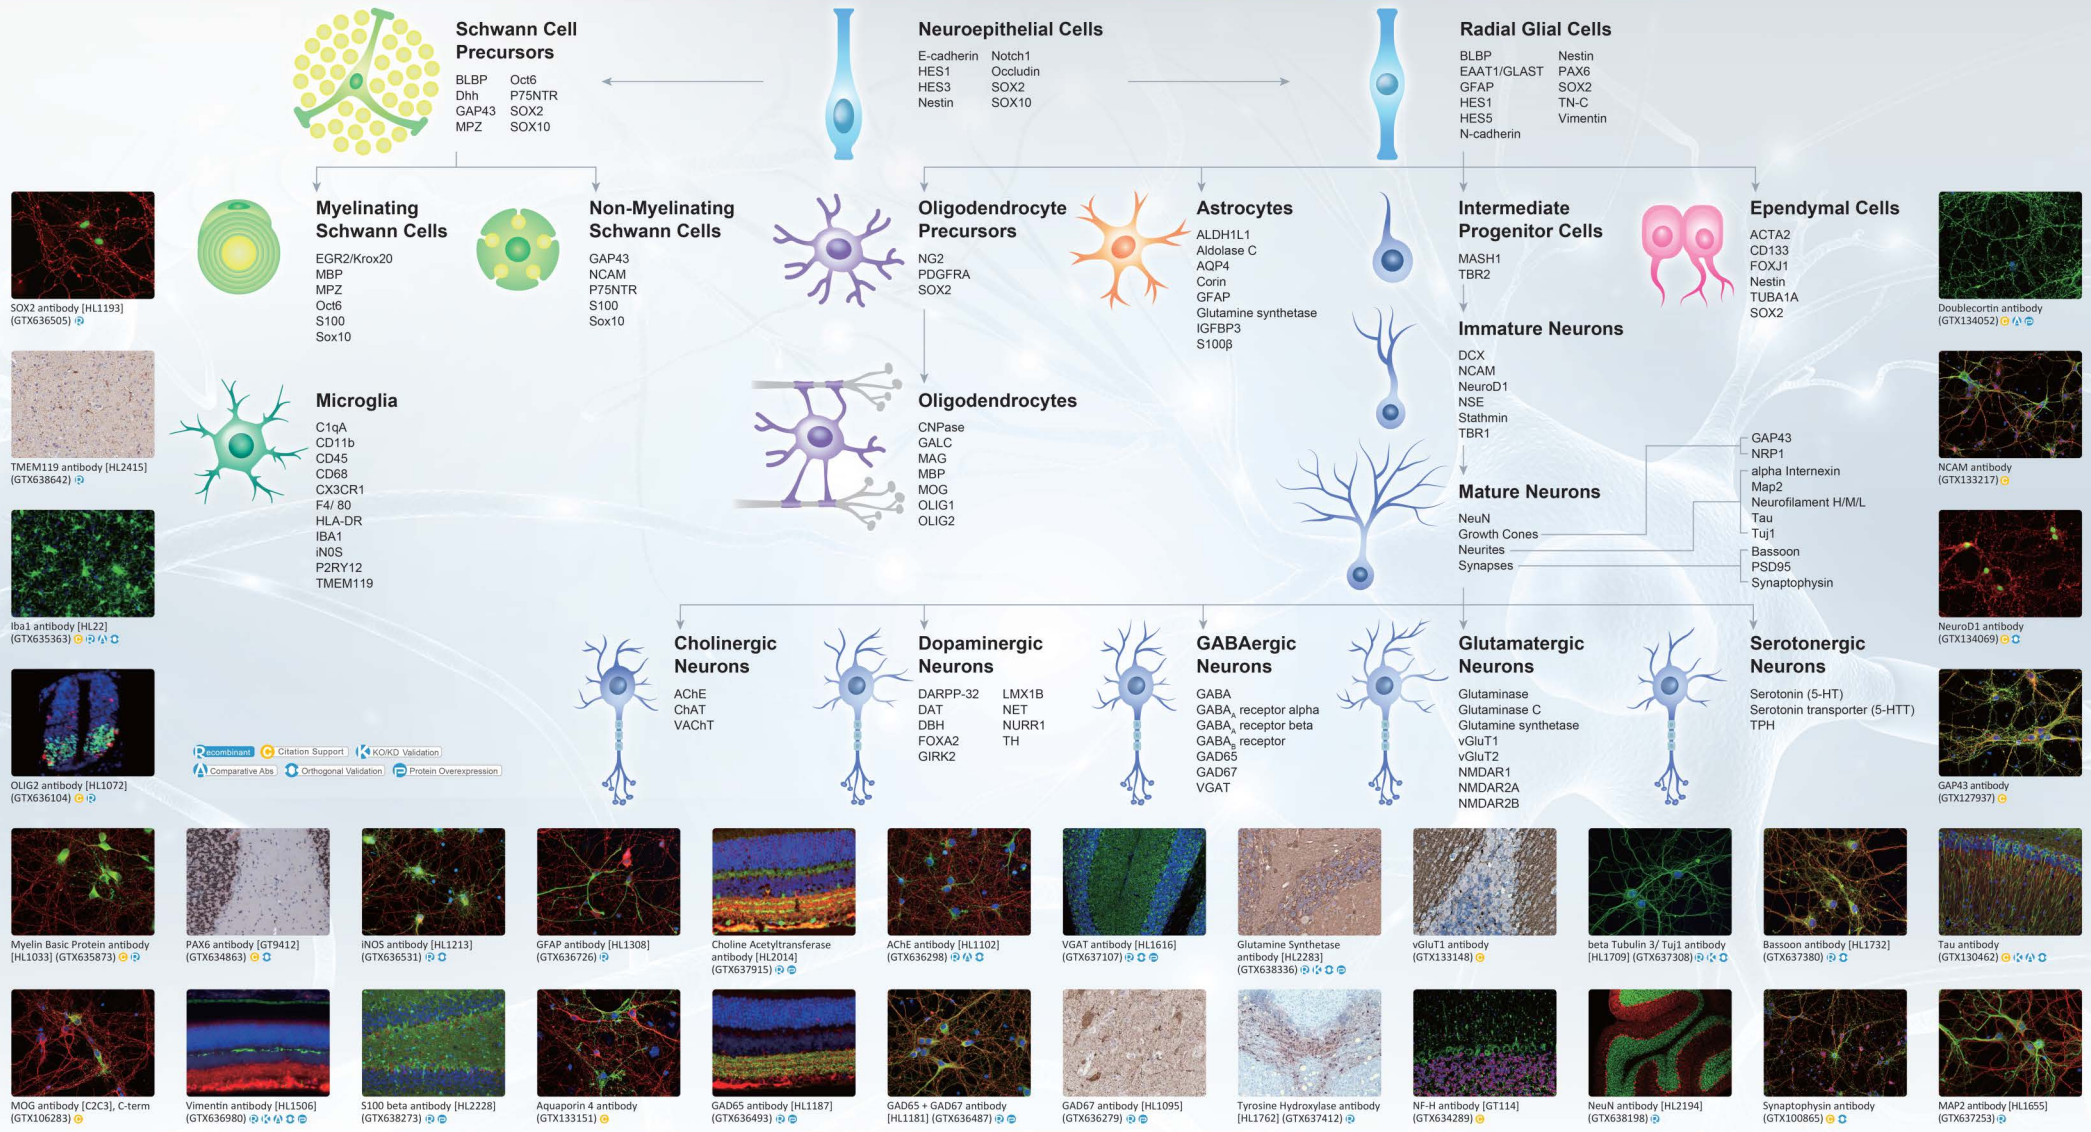 Schwann Cell
Precursors
BLBP Oct6
Dhh P75NTR
GAP43 SOX2
MPZ SOX10
Neuroepithelial Cells
E-cadherin Notch1
HES1 Occludin
HES3 SOX2
Nestin SOX10
Radial Glial Cells
BLBP Nestin
EAAT1/GLAST PAX6
GFAP SOX2
HES1 TN-C
HES5 Vimentin
N-cadherin
Myelinating
Schwann Cells
EGR2/Krox20
MBP
MPZ
Oct6
S100
Sox10
Non-Myelinating
Schwann Cells
GAP43
NCAM
P75NTR
S100
Sox10
Oligodendrocyte
Precursors
NG2
PDGFRA
SOX2
Astrocytes
ALDH1L1
Aldolase C
AQP4
Corin
GFAP
Glutamine synthetase
IGFBP3
S100β
Intermediate
Progenitor Cells
MASH1
TBR2
Ependymal Cells
ACTA2
CD133
FOXJ1
Nestin
TUBA1A
SOX2
Immature Neurons
DCX
NCAM
NeuroD1
NSE
Stathmin
TBR1
Microglia
C1qA
CD11b
CD45
CD68
CX3CR1
F4/ 80
HLA-DR
IBA1
iN0S
P2RY12
TMEM119
Oligodendrocytes
CNPase
GALC
MAG
MBP
MOG
OLIG1
OLIG2
Mature Neurons
NeuN
Growth Cones
Neurites
Synapses
GAP43
NRP1
alpha Internexin
Map2
Neurofilament H/M/L
Tau
Tuj1
Bassoon
PSD95
Synaptophysin
Cholinergic
Neurons
AChE
ChAT
VAChT
Dopaminergic
Neurons
DARPP-32 LMX1B
DAT NET
DBH NURR1
FOXA2 TH
GIRK2
GABAergic
Neurons
GABA
GABAA receptor alpha
GABAA receptor beta
GABAB receptor
GAD65
GAD67
VGAT
Glutamatergic
Neurons
Glutaminase
Glutaminase C
Glutamine synthetase
vGluT1
vGluT2
NMDAR1
NMDAR2A
NMDAR2B
Serotonergic
Neurons
Serotonin (5-HT)
Serotonin transporter (5-HTT)
TPH
SOX2 antibody [HL1193]
(GTX636505) R
TMEM119 antibody [HL2415]
(GTX638642) R
Iba1 antibody [HL22]
(GTX635363) C R A O
OLIG2 antibody [HL1072]
(GTX636104) C R
Recombinant C Citation Support K KO/KD Validation
A Comparative Abs O Orthogonal Validation P Protein Overexpression
Doublecortin antibody
(GTX134052) C A P
NCAM antibody
(GTX133217) C
NeuroD1 antibody
(GTX134069) C O
GAP43 antibody
(GTX127937) C
Myelin Basic Protein antibody
[HL1033] (GTX635873) C R
PAX6 antibody [GT9412]
(GTX634863) C O
iNOS antibody [HL1213]
(GTX636531) R O
GFAP antibody [HL1308]
(GTX636726) R
Choline Acetyltransferase
antibody [HL2014]
(GTX637915) R P
AChE antibody [HL1102]
(GTX636298) R A O
VGAT antibody [HL1616]
(GTX637107) R O P
Glutamine Synthetase
antibody [HL2283]
(GTX638336) R K O P
vGluT1 antibody
(GTX133148) C
beta Tubulin 3/ Tuj1 antibody
[HL1709] (GTX637308) R K O
Bassoon antibody [HL1732]
(GTX637380) R O
Tau antibody
(GTX130462) C K A O
MOG antibody [C2C3], C-term
(GTX106283) C
Vimentin antibody [HL1506]
(GTX636980) R K A O P
S100 beta antibody [HL2228]
(GTX638273) R P
Aquaporin 4 antibody
(GTX133151) C
GAD65 antibody [HL1187]
(GTX636493) R P
GAD65 + GAD67 antibody
[HL1181] (GTX636487) R P
GAD67 antibody [HL1095]
(GTX636279) R P
Tyrosine Hydroxylase antibody
[HL1762] (GTX637412) R
NF-H antibody [GT114]
(GTX634289) C
NeuN antibody [HL2194]
(GTX638198) R
Synaptophysin antibody
(GTX100865) C O
MAP2 antibody [HL1655]
(GTX637253) R